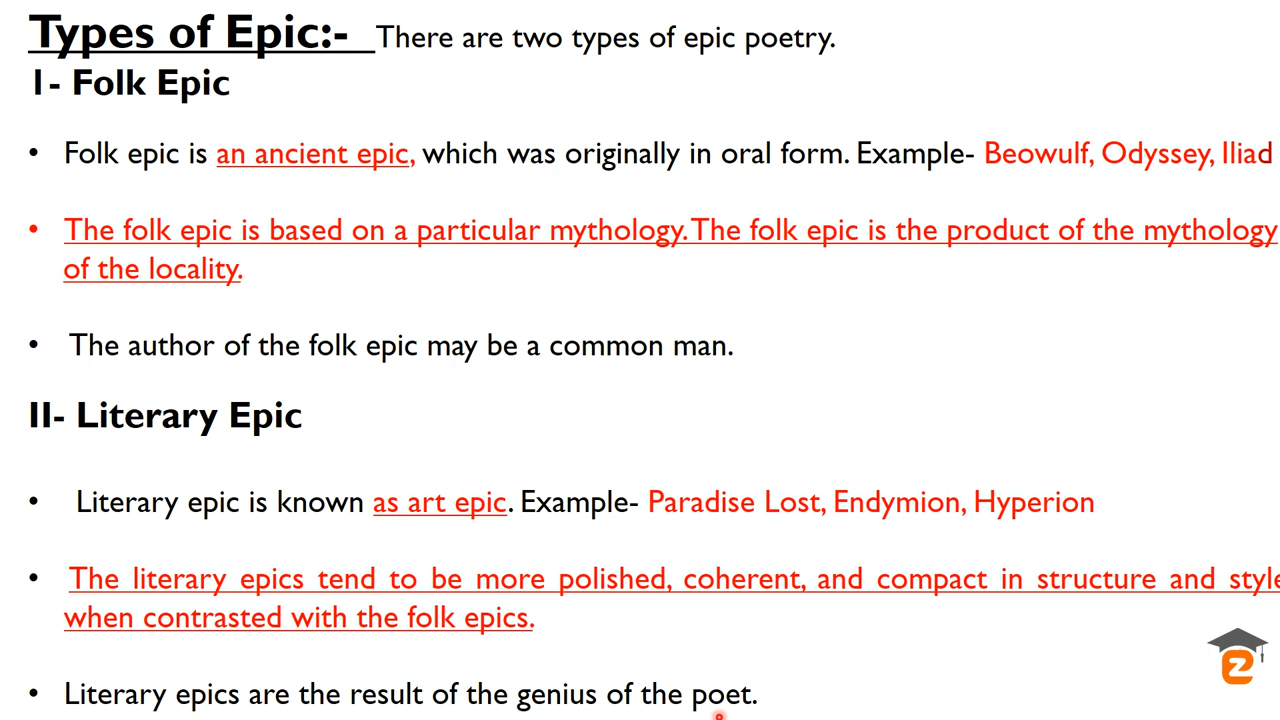 Types of Epic:- There are two types of epic poetry.
1- Folk Epic
• Folk epic is an ancient epic, which was originally in oral form. Example- Beowulf, Odyssey, Iliad
• The folk epic is based on a particular mythology. The folk epic is the product of the mythology
of the locality.
• The author of the folk epic may be a common man.
II- Literary Epic
• Literary epic is known as art epic. Example- Paradise Lost, Endymion, Hyperion
• The literary epics tend to be more polished, coherent, and compact in structure and style
when contrasted with the folk epics.
• Literary epics are the result of the genius of the poet.
e
z